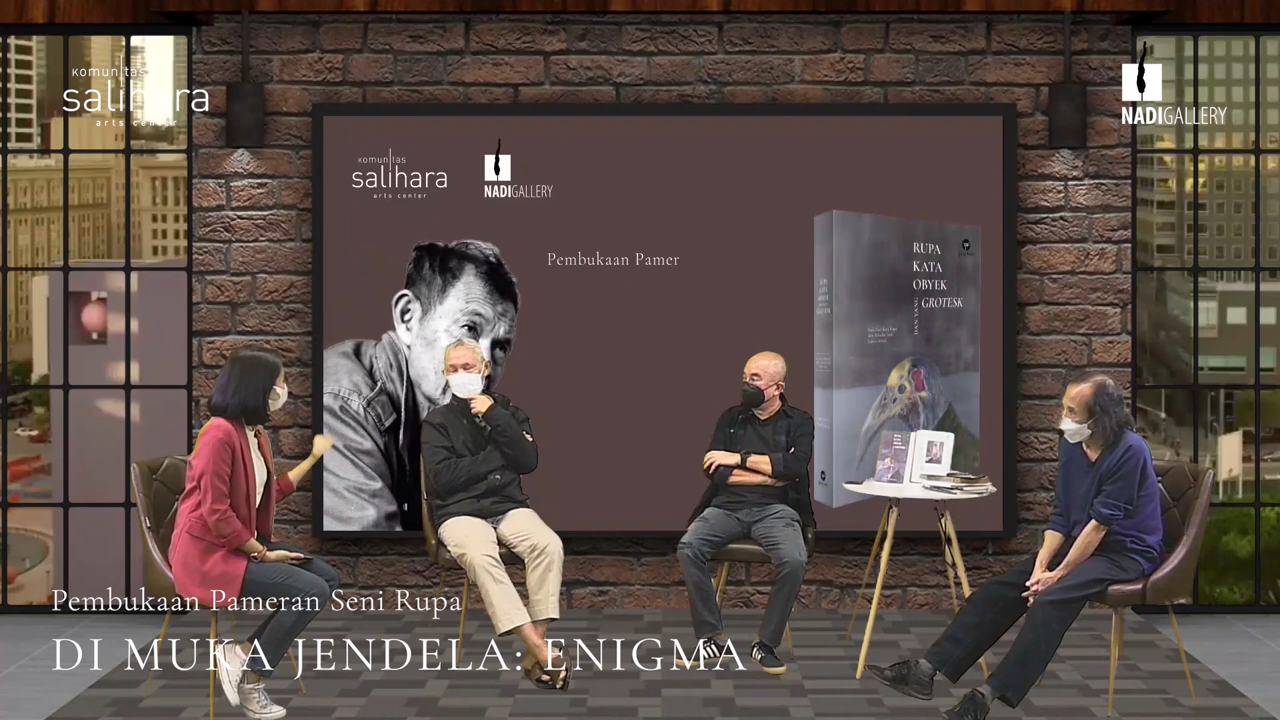 komunitas
salihara
arts center
NADIGALLERY
komunitas
salihara
arts center
NADIGALLERY
Pembukaan Pamer
RUPA
KATA
OBYEK
DAN YANG
GROTESK
Pembukaan Pameran Seni Rupa
DI MUKA JENDELA: ENIGMA